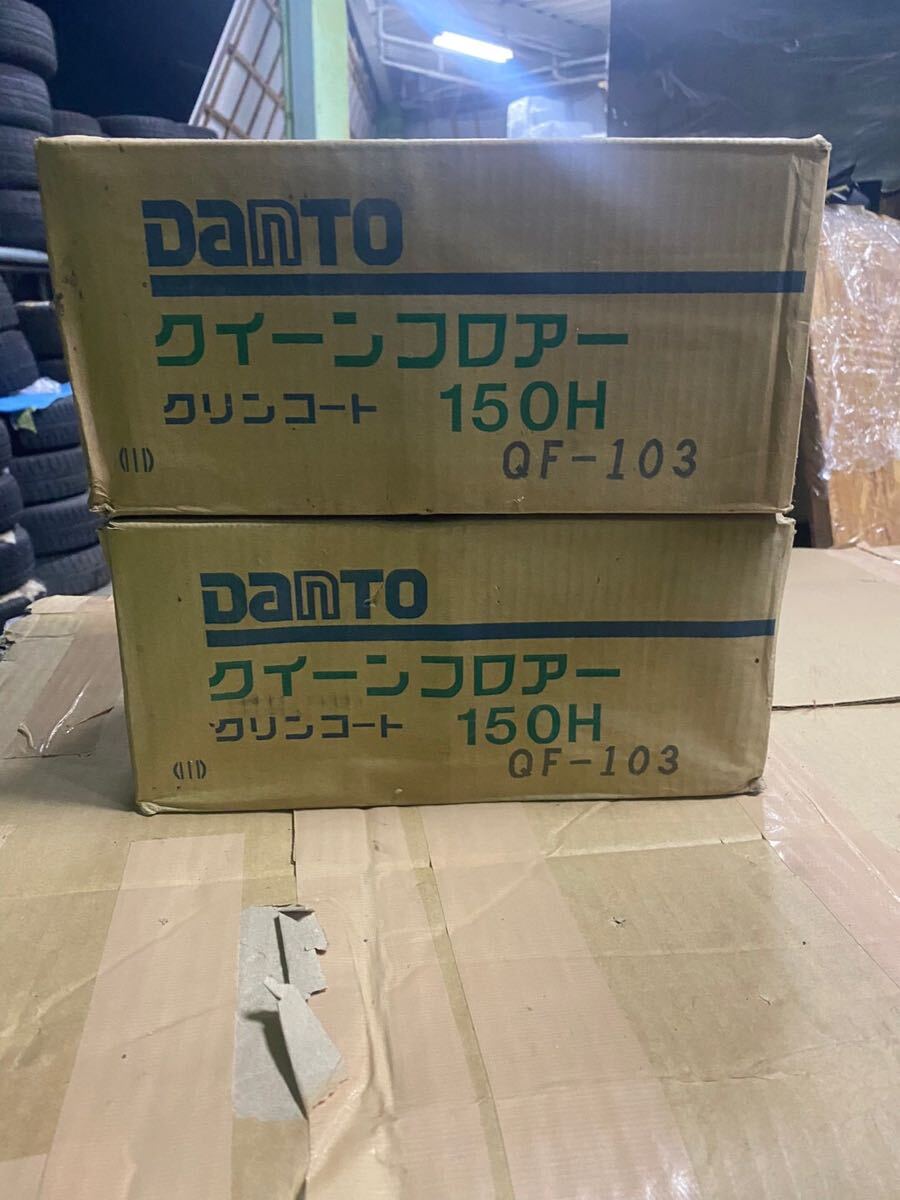 DanTO
クイーンフロアー
クリンコート 150H
QF-103
DanTO
クイーンフロアー
クリンコート 150H
QF-103